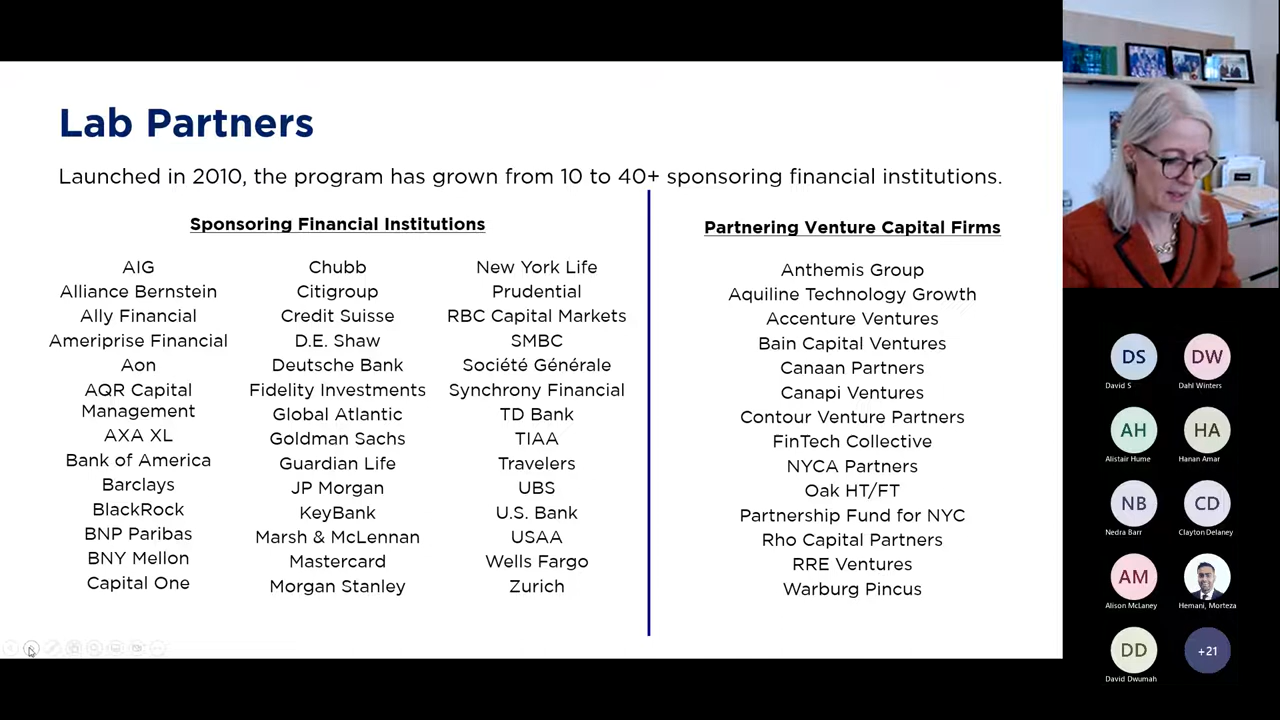 Lab Partners
Launched in 2010, the program has grown from 10 to 40+ sponsoring financial institutions.
Sponsoring Financial Institutions
AIG
Alliance Bernstein
Ally Financial
Ameriprise Financial
Aon
AQR Capital
Management
AXA XL
Bank of America
Barclays
BlackRock
BNP Paribas
BNY Mellon
Capital One
Chubb
Citigroup
Credit Suisse
D.E. Shaw
Deutsche Bank
Fidelity Investments
Global Atlantic
Goldman Sachs
Guardian Life
JP Morgan
KeyBank
Marsh & McLennan
Mastercard
Morgan Stanley
New York Life
Prudential
RBC Capital Markets
SMBC
Société Générale
Synchrony Financial
TD Bank
TIAA
Travelers
UBS
U.S. Bank
USAA
Wells Fargo
Zurich
Partnering Venture Capital Firms
Anthemis Group
Aquiline Technology Growth
Accenture Ventures
Bain Capital Ventures
Canaan Partners
Canapi Ventures
Contour Venture Partners
FinTech Collective
NYCA Partners
Oak HT/FT
Partnership Fund for NYC
Rho Capital Partners
RRE Ventures
Warburg Pincus
DS
David S
DW
Dahl Winters
AH
Alistair Hume
HA
Hanan Amar
NB
Nedra Barr
CD
Clayton Delaney
AM
Alison McLaney
Hemani, Morteza
DD
David Dwumah
+21